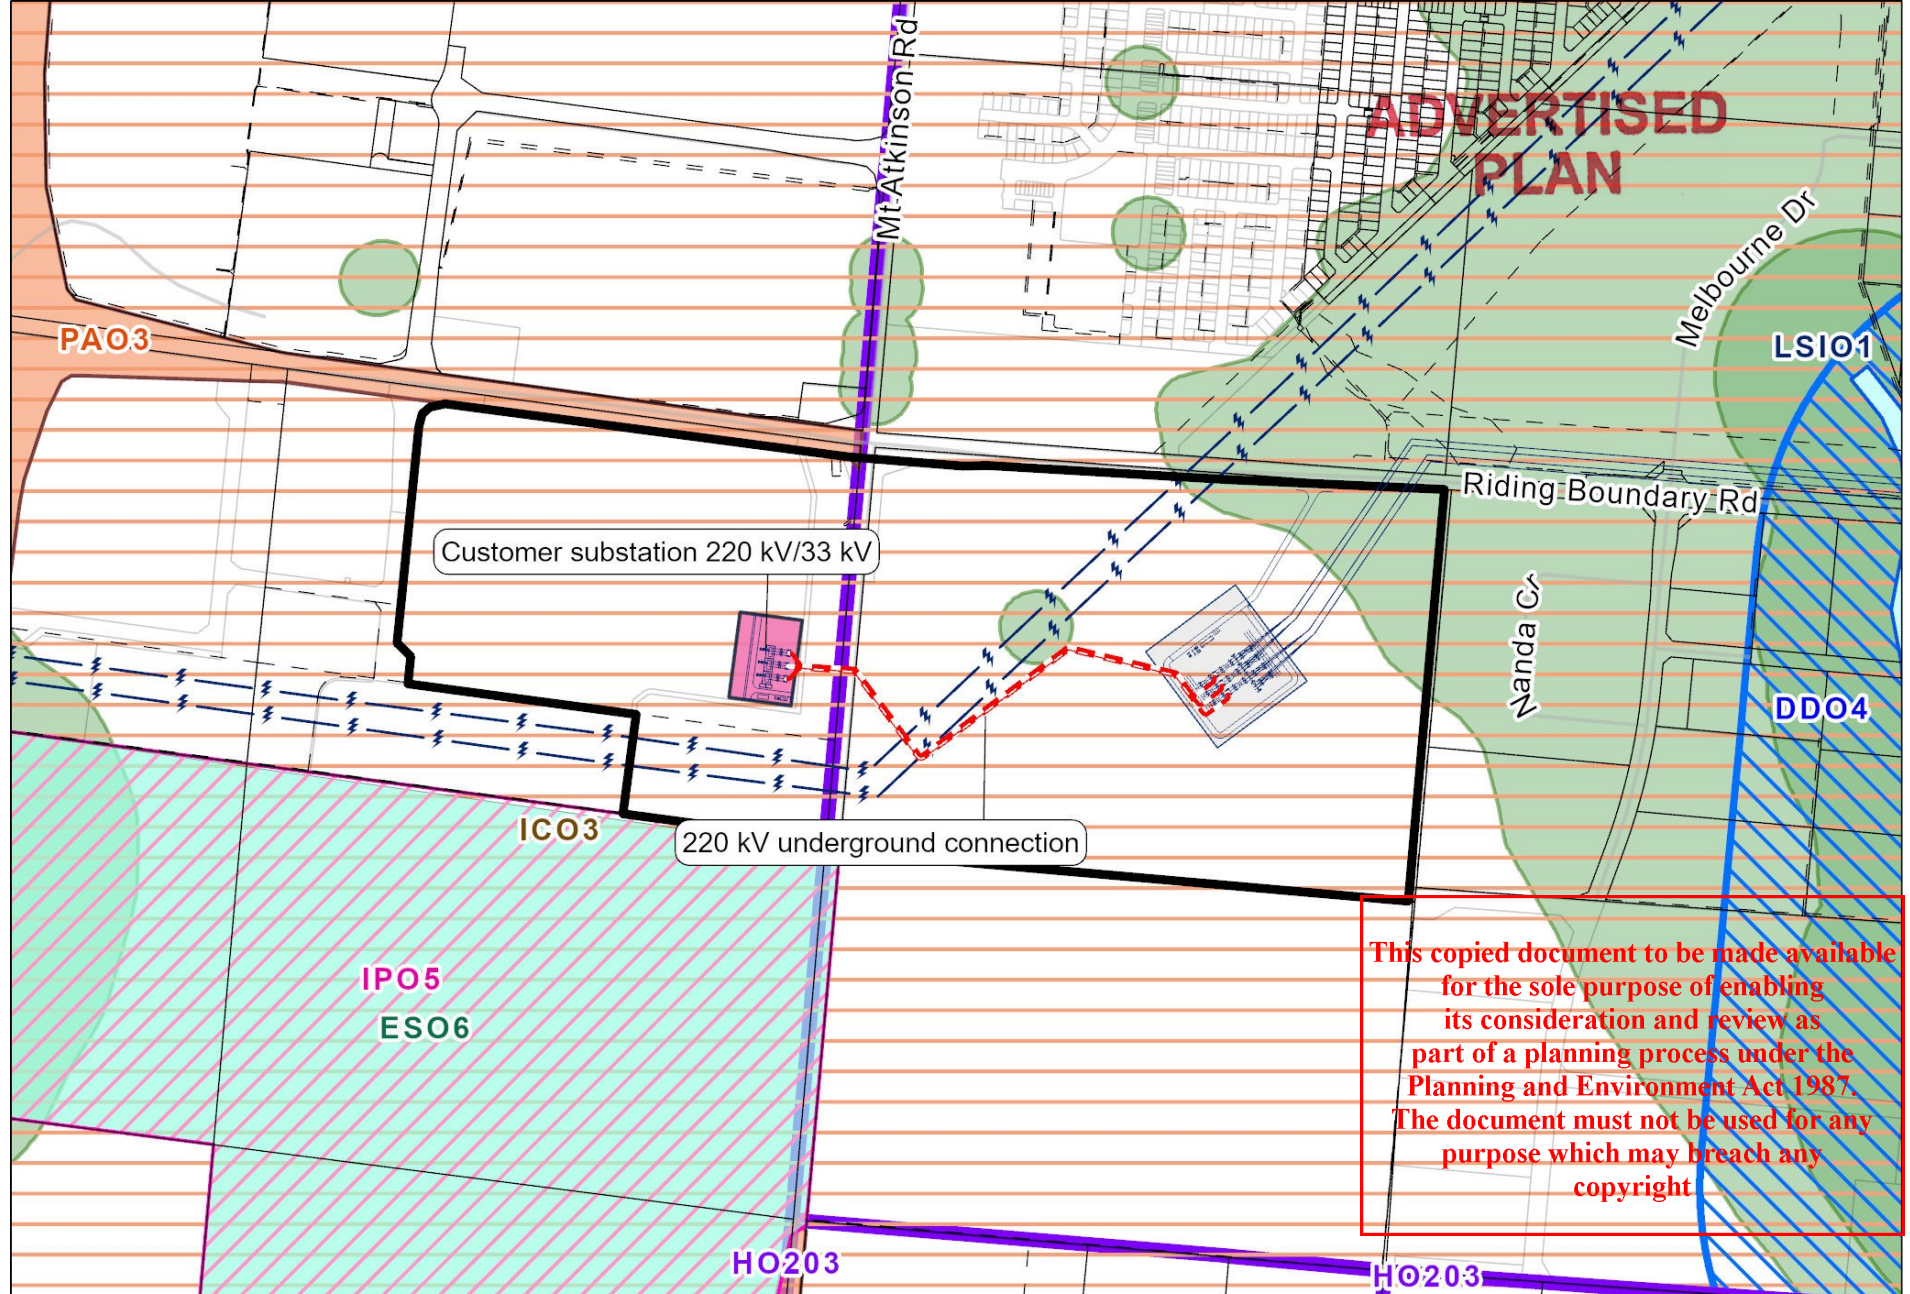 Mt Atkinson Rd
ADVERTISED
PLAN
Melbourne Dr
PAO3
LSIO1
Riding Boundary Rd
Customer substation 220 kV/33 kV
Nanda Cr
DDO4
ICO3
220 kV underground connection
IPO5
ESO6
This copied document to be made available
for the sole purpose of enabling
its consideration and review as
part of a planning process under the
Planning and Environment Act 1987.
The document must not be used for any
purpose which may breach any
copyright
HO203
HO203